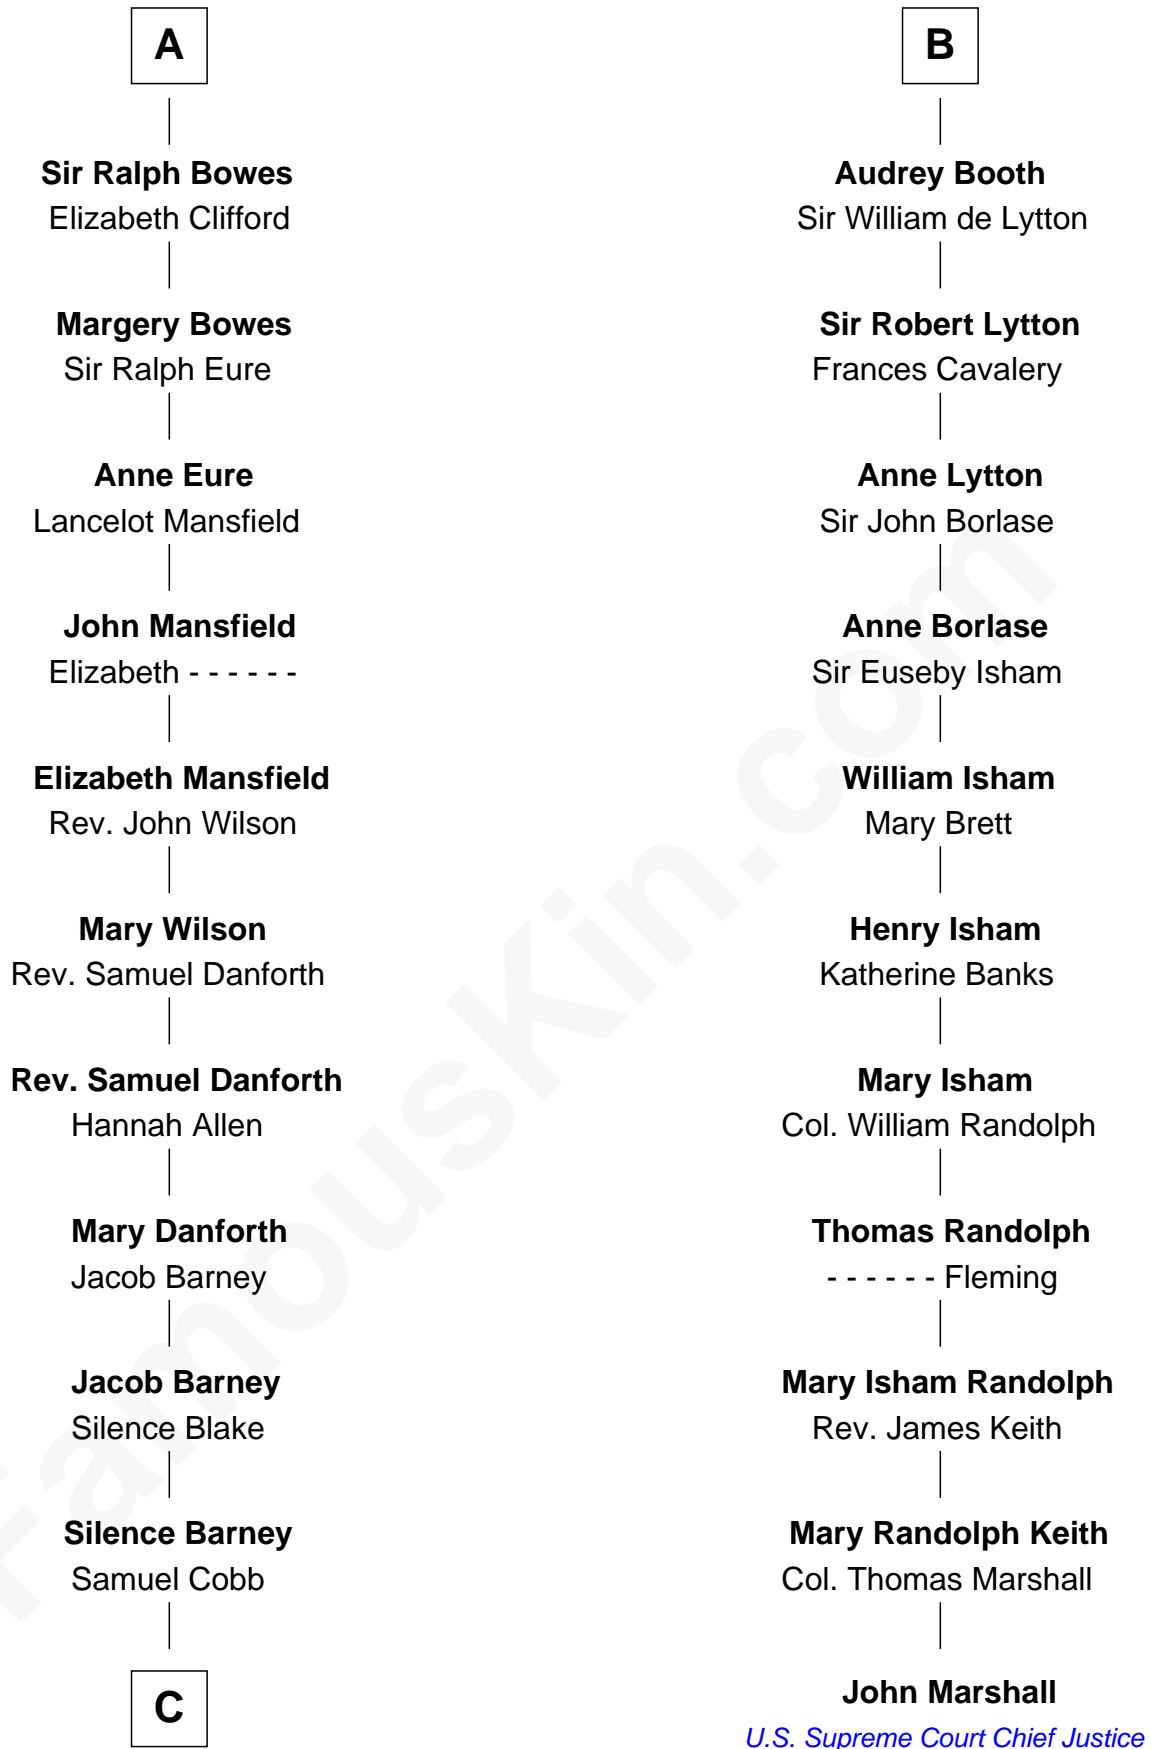 A
Sir Ralph Bowes
Elizabeth Clifford
Margery Bowes
Sir Ralph Eure
Anne Eure
Lancelot Mansfield
John Mansfield
Elizabeth - - - - - -
Elizabeth Mansfield
Rev. John Wilson
Mary Wilson
Rev. Samuel Danforth
Rev. Samuel Danforth
Hannah Allen
Mary Danforth
Jacob Barney
Jacob Barney
Silence Blake
Silence Barney
Samuel Cobb
C
B
Audrey Booth
Sir William de Lytton
Sir Robert Lytton
Frances Cavalery
Anne Lytton
Sir John Borlase
Anne Borlase
Sir Euseby Isham
William Isham
Mary Brett
Henry Isham
Katherine Banks
Mary Isham
Col. William Randolph
Thomas Randolph
- - - - - - Fleming
Mary Isham Randolph
Rev. James Keith
Mary Randolph Keith
Col. Thomas Marshall
John Marshall
U.S. Supreme Court Chief Justice
FamousKin.com